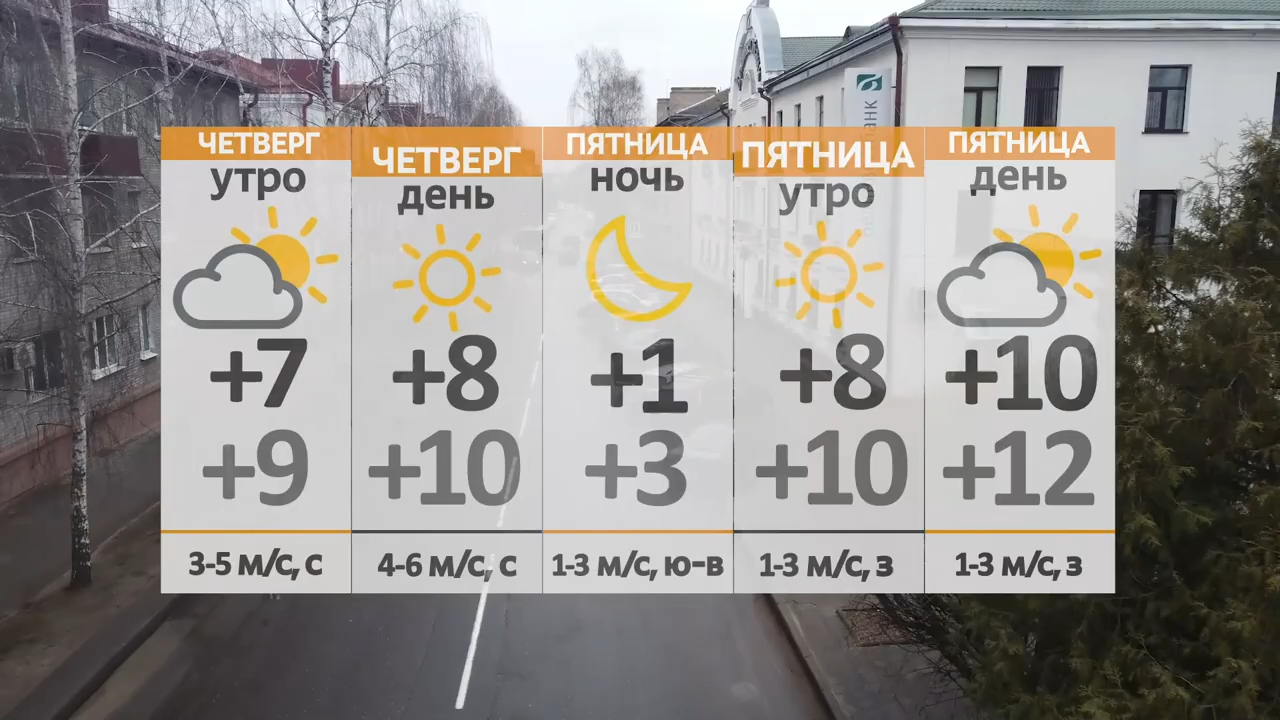 ЧЕТВЕРГ
утро
+7
+9
3-5 м/с, с
ЧЕТВЕРГ
день
+8
+10
4-6 м/с, с
ПЯТНИЦА
ночь
+1
+3
1-3 м/с, ю-в
ПЯТНИЦА
утро
+8
+10
1-3 м/с, з
ПЯТНИЦА
день
+10
+12
1-3 м/с, з